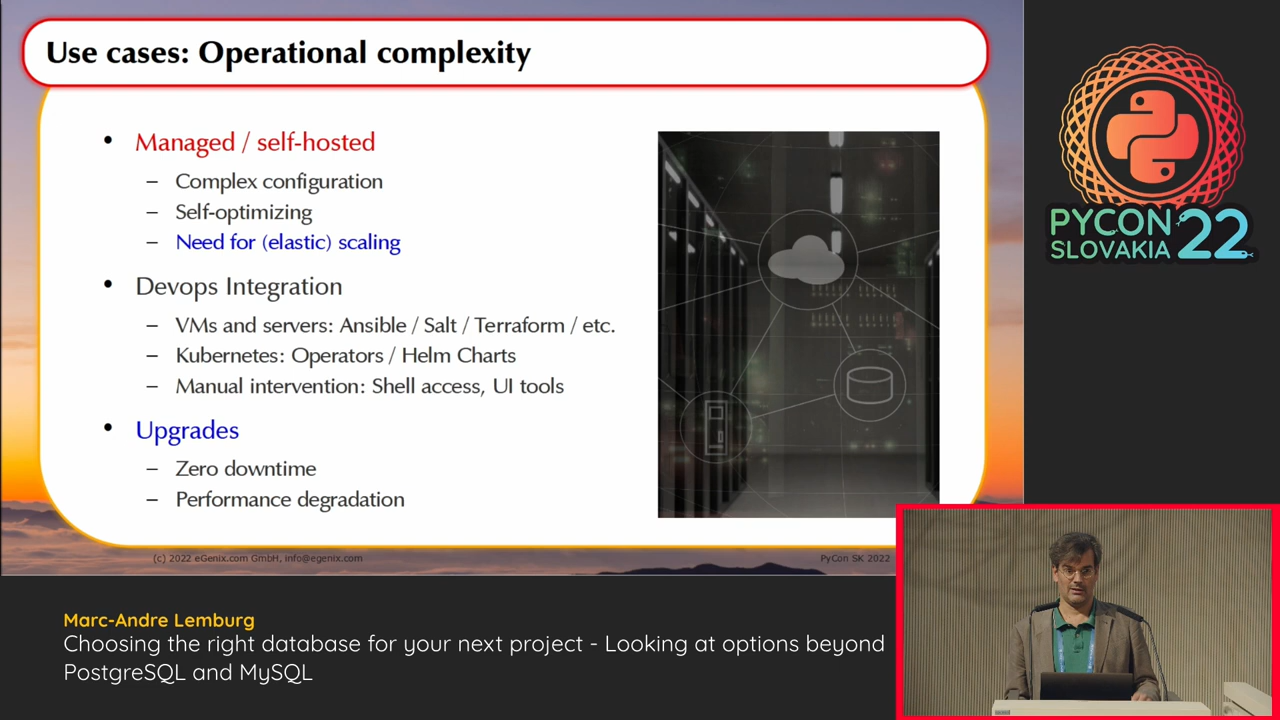 Use cases: Operational complexity
• Managed / self-hosted
– Complex configuration
– Self-optimizing
– Need for (elastic) scaling
• Devops Integration
– VMs and servers: Ansible / Salt / Terraform / etc.
– Kubernetes: Operators / Helm Charts
– Manual intervention: Shell access, UI tools
• Upgrades
– Zero downtime
– Performance degradation
(c) 2022 eGenix.com GmbH, info@egenix.com
PyCon SK 2022
PYCON
SLOVAKIA
22
Marc-Andre Lemburg
Choosing the right database for your next project - Looking at options beyond
PostgreSQL and MySQL